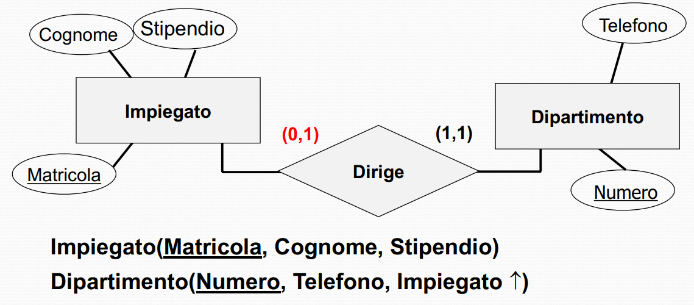 Cognome
Stipendio
Telefono
Impiegato
Dipartimento
(0,1)
(1,1)
Dirige
Matricola
Numero
Impiegato(Matricola, Cognome, Stipendio)
Dipartimento(Numero, Telefono, Impiegato ↑)